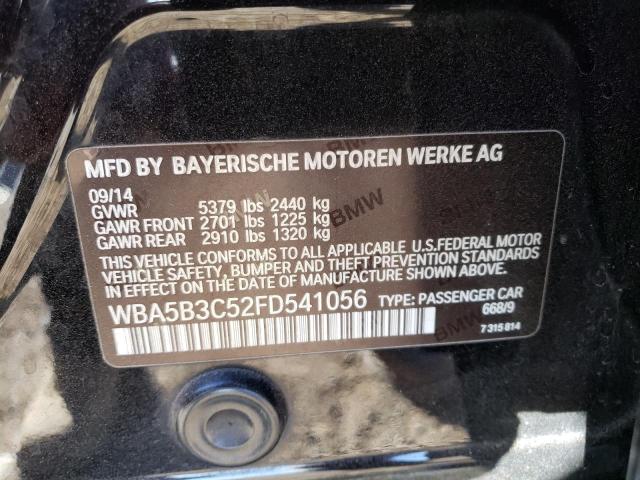 MFD BY BAYERISCHE MOTOREN WERKE AG
09/14
GVWR 5379 lbs 2440 kg
GAWR FRONT 2701 lbs 1225 kg
GAWR REAR 2910 lbs 1320 kg
THIS VEHICLE CONFORMS TO ALL APPLICABLE U.S.FEDERAL MOTOR
VEHICLE SAFETY, BUMPER AND THEFT PREVENTION STANDARDS
IN EFFECT ON THE DATE OF MANUFACTURE SHOWN ABOVE.
WBA5B3C52FD541056 TYPE: PASSENGER CAR
668/9
7 315 814
BMW